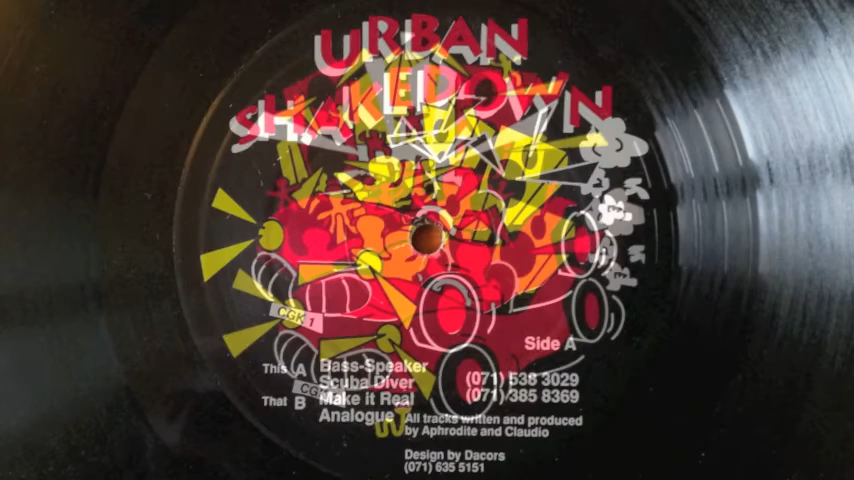 URBAN
SHAKEDOWN
CGK 1
Side A
This A Bass-Speaker
Scuba Diver (071) 538 3029
That B Make it Real (071) 385 8369
Analogue
All tracks written and produced
by Aphrodite and Claudio
Design by Dacors
(071) 635 5151